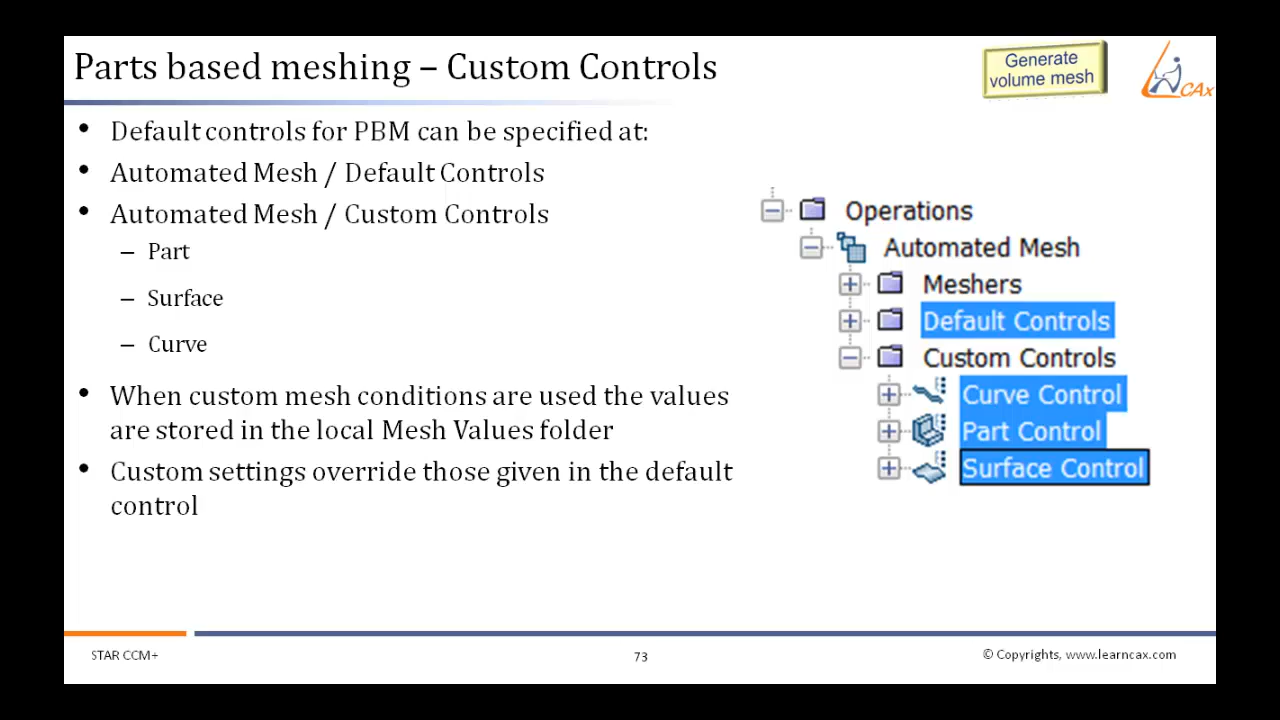 Parts based meshing – Custom Controls
Generate
volume mesh
CAx
• Default controls for PBM can be specified at:
• Automated Mesh / Default Controls
• Automated Mesh / Custom Controls
– Part
– Surface
– Curve
• When custom mesh conditions are used the values
are stored in the local Mesh Values folder
• Custom settings override those given in the default
control
Operations
Automated Mesh
Meshers
Default Controls
Custom Controls
Curve Control
Part Control
Surface Control
STAR CCM+
73
© Copyrights, www.learncax.com